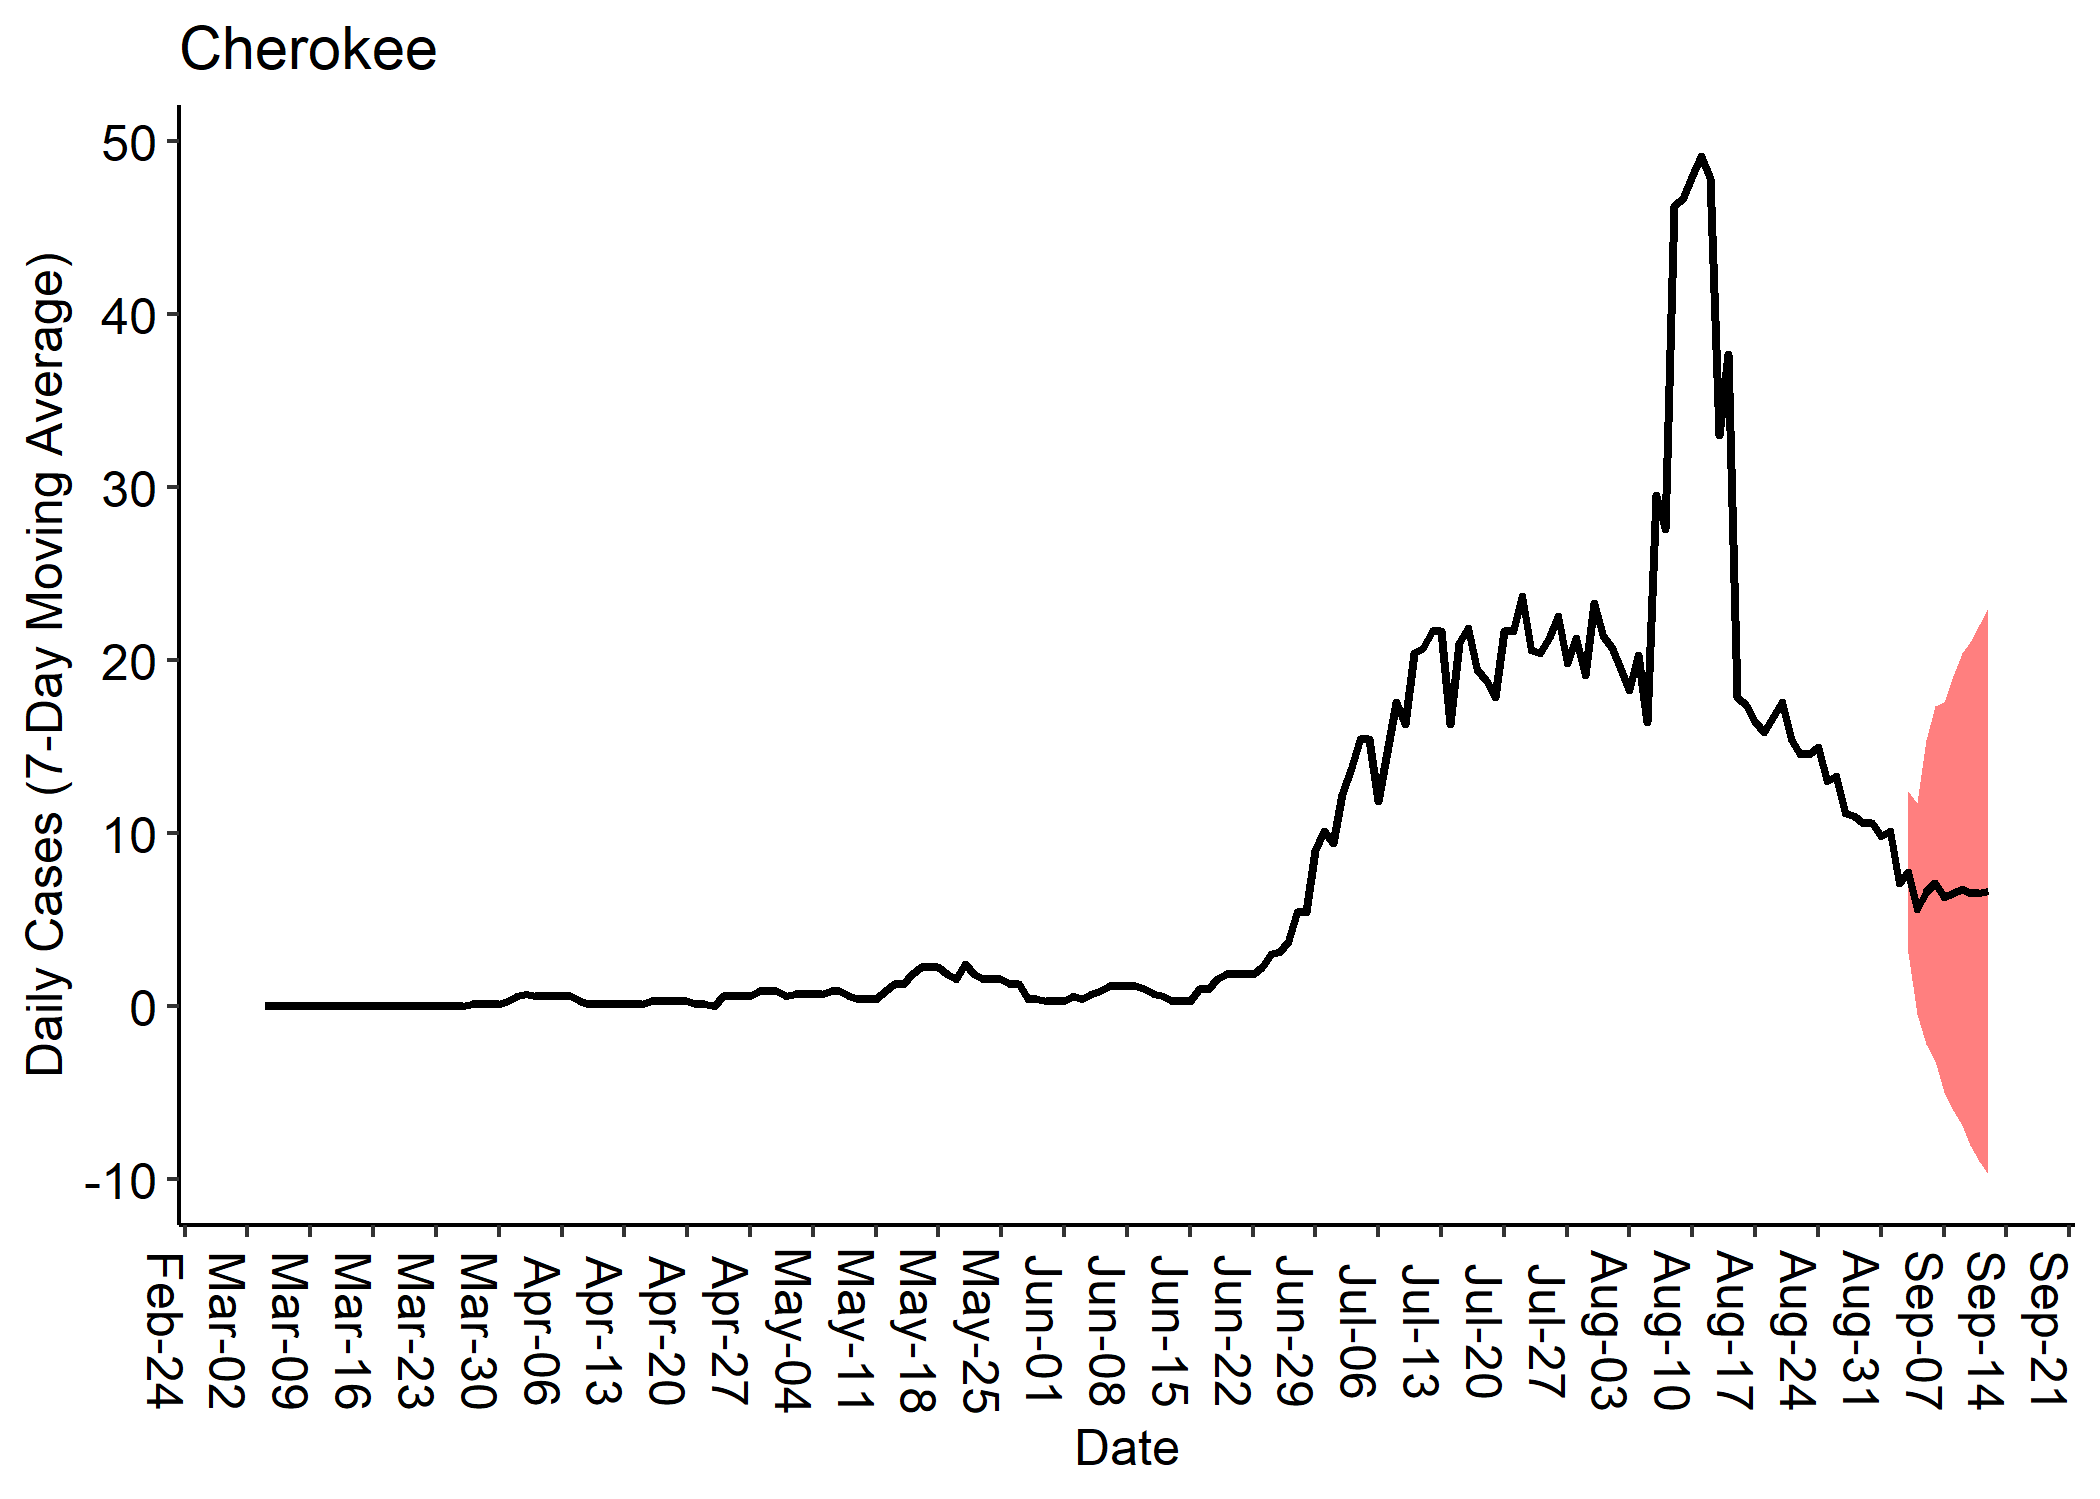 Cherokee
Daily Cases (7-Day Moving Average)
50
40
30
20
10
0
-10
Feb-24
Mar-02
Mar-09
Mar-16
Mar-23
Mar-30
Apr-06
Apr-13
Apr-20
Apr-27
May-04
May-11
May-18
May-25
Jun-01
Jun-08
Jun-15
Jun-22
Jun-29
Jul-06
Jul-13
Jul-20
Jul-27
Aug-03
Aug-10
Aug-17
Aug-24
Aug-31
Sep-07
Sep-14
Sep-21
Date